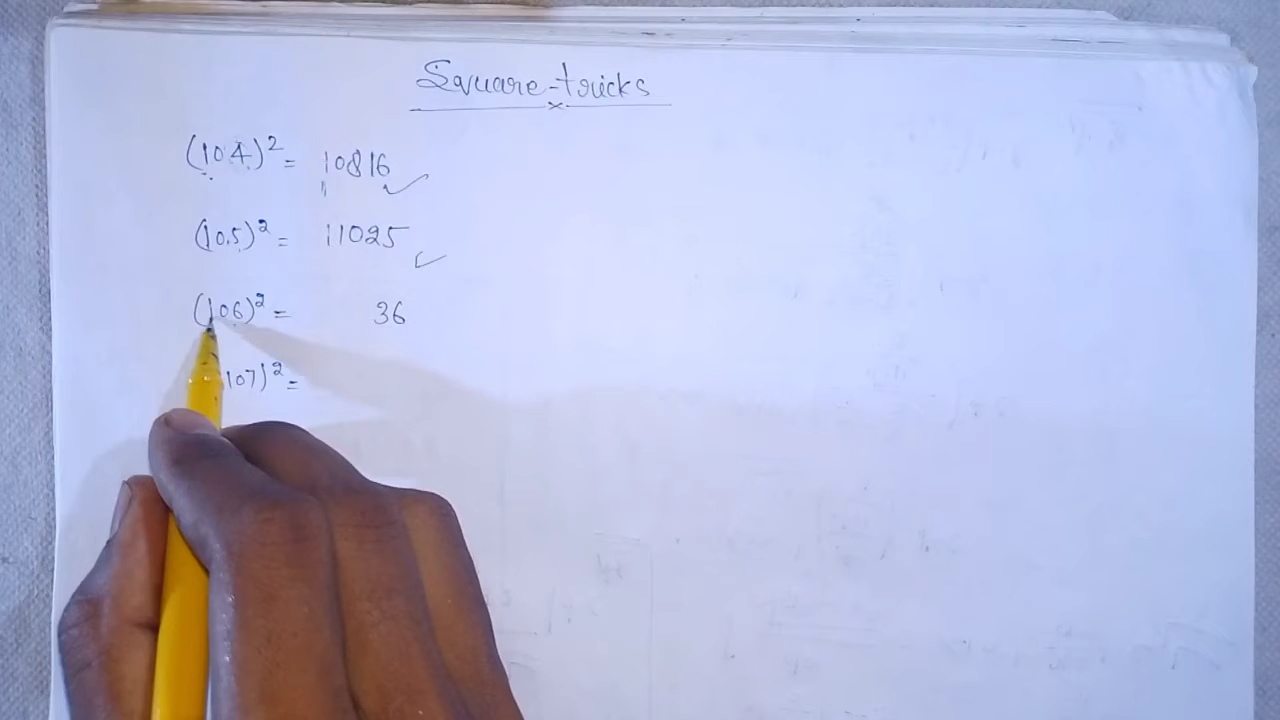 Square-tricks
(104)² = 10816
(105)² = 11025
(106)² = 36
107)² =